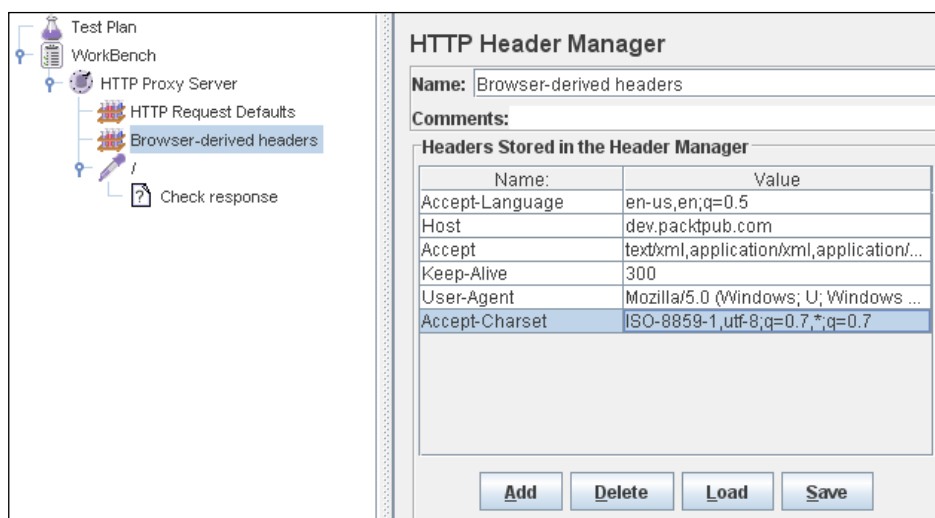 Test Plan
WorkBench
HTTP Proxy Server
HTTP Request Defaults
Browser-derived headers
/
Check response
HTTP Header Manager
Name: Browser-derived headers
Comments:
Headers Stored in the Header Manager
Name: Value
Accept-Language en-us,en;q=0.5
Host dev.packtpub.com
Accept text/xml,application/xml,application/...
Keep-Alive 300
User-Agent Mozilla/5.0 (Windows; U; Windows ...
Accept-Charset ISO-8859-1,utf-8;q=0.7,*;q=0.7
Add Delete Load Save